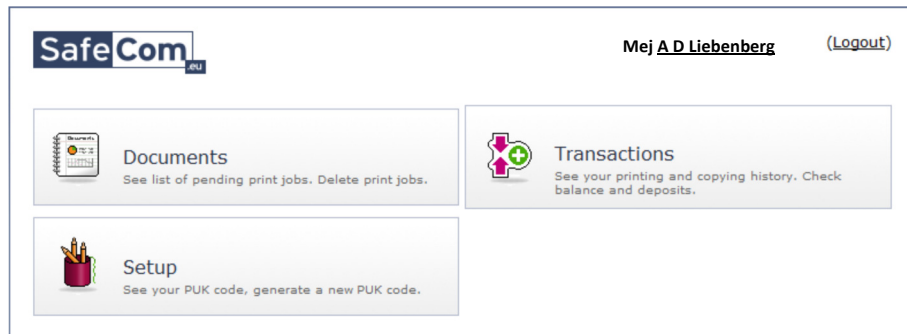 SafeCom
.eu
Mej A D Liebenberg
(Logout)
Documents
Documents
See list of pending print jobs. Delete print jobs.
Transactions
See your printing and copying history. Check
balance and deposits.
Setup
See your PUK code, generate a new PUK code.